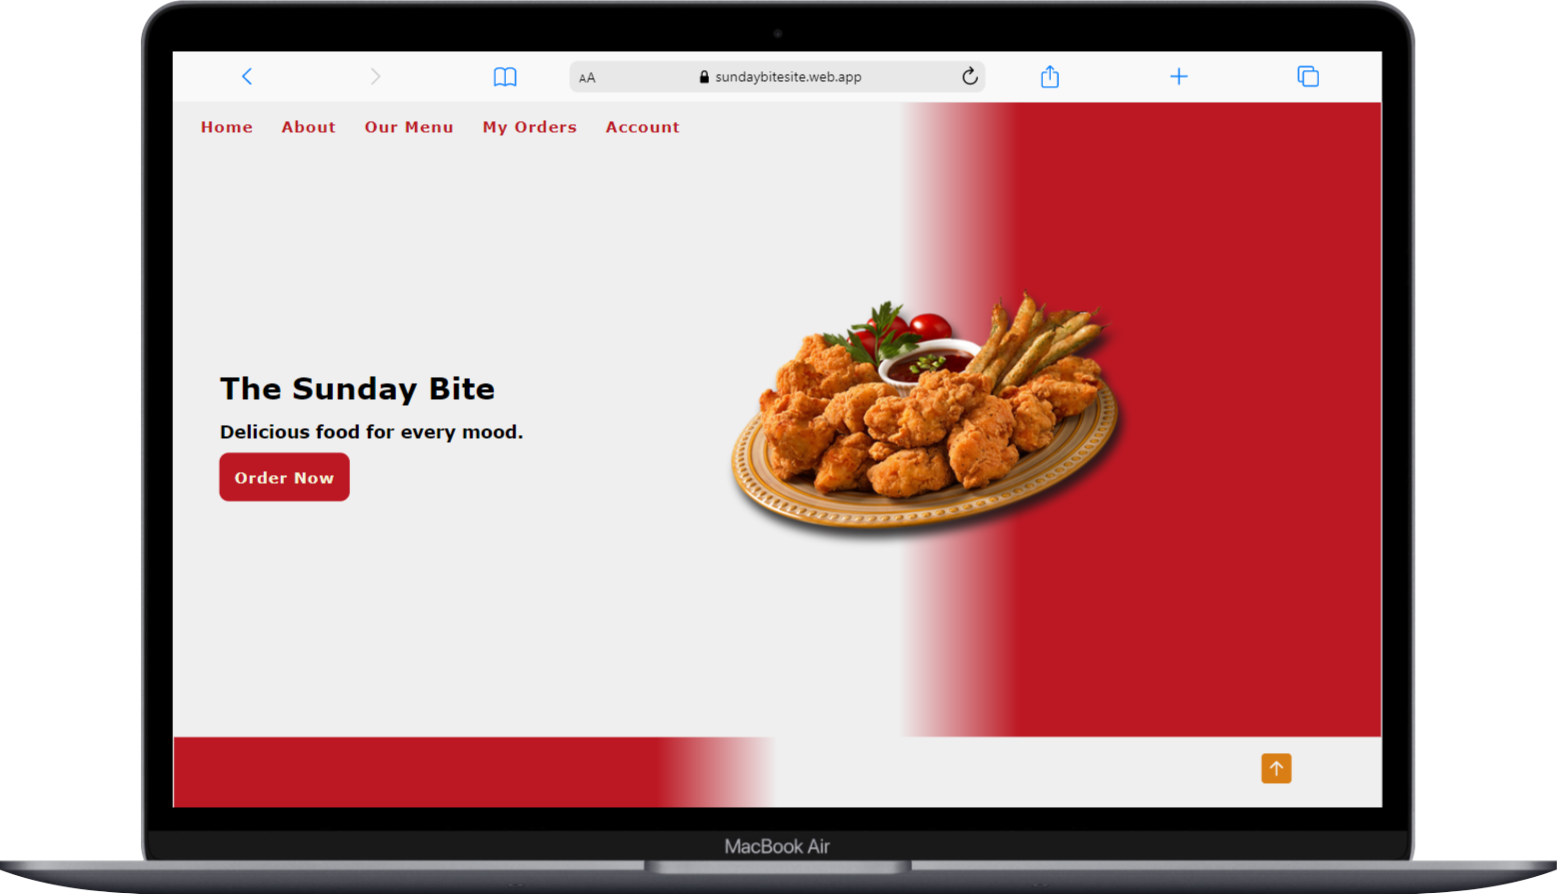 AA sundaybitesite.web.app
Home About Our Menu My Orders Account
The Sunday Bite
Delicious food for every mood.
Order Now
MacBook Air